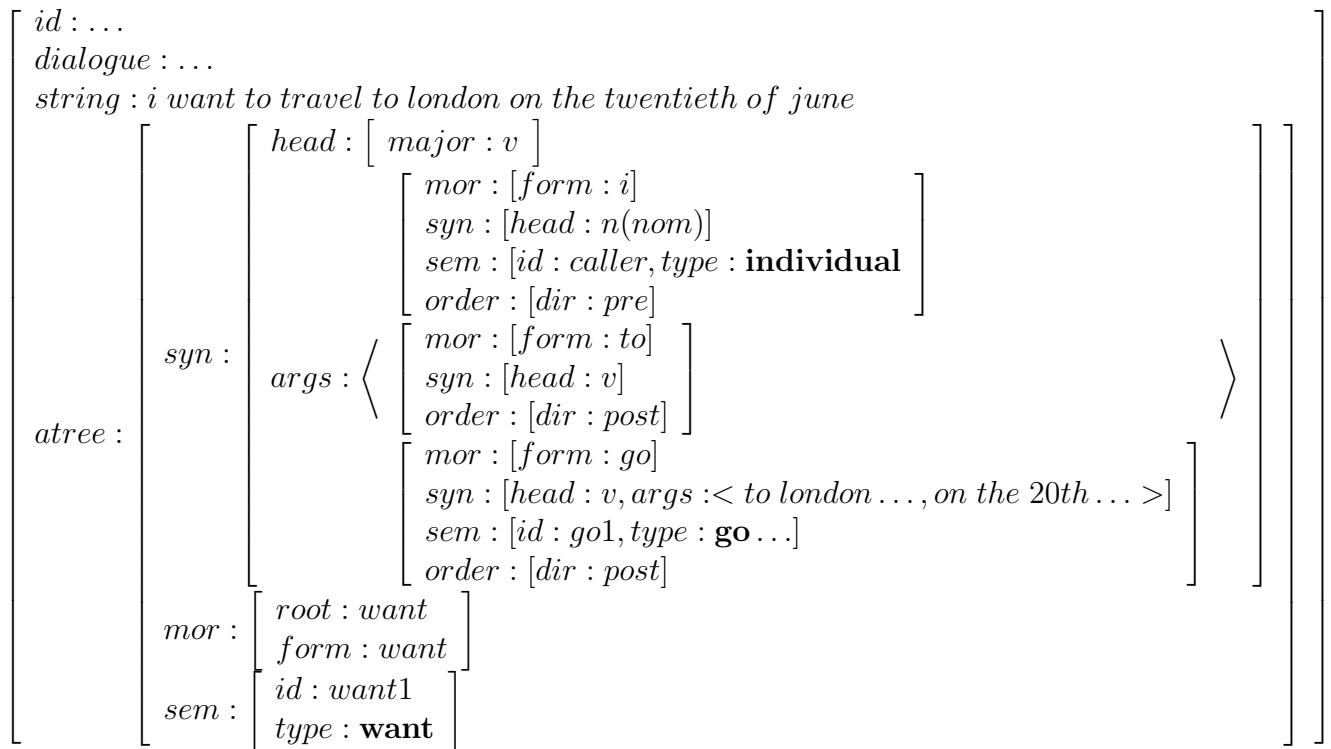 id : . . .
dialogue : . . .
string : i want to travel to london on the twentieth of june
atree :
syn :
head : [ major : v ]
args : ⟨
mor : [form : i]
syn : [head : n(nom)]
sem : [id : caller, type : individual
order : [dir : pre]
mor : [form : to]
syn : [head : v]
order : [dir : post]
mor : [form : go]
syn : [head : v, args :< to london . . . , on the 20th . . . >]
sem : [id : go1, type : go . . .]
order : [dir : post]
⟩
mor :
root : want
form : want
sem :
id : want1
type : want